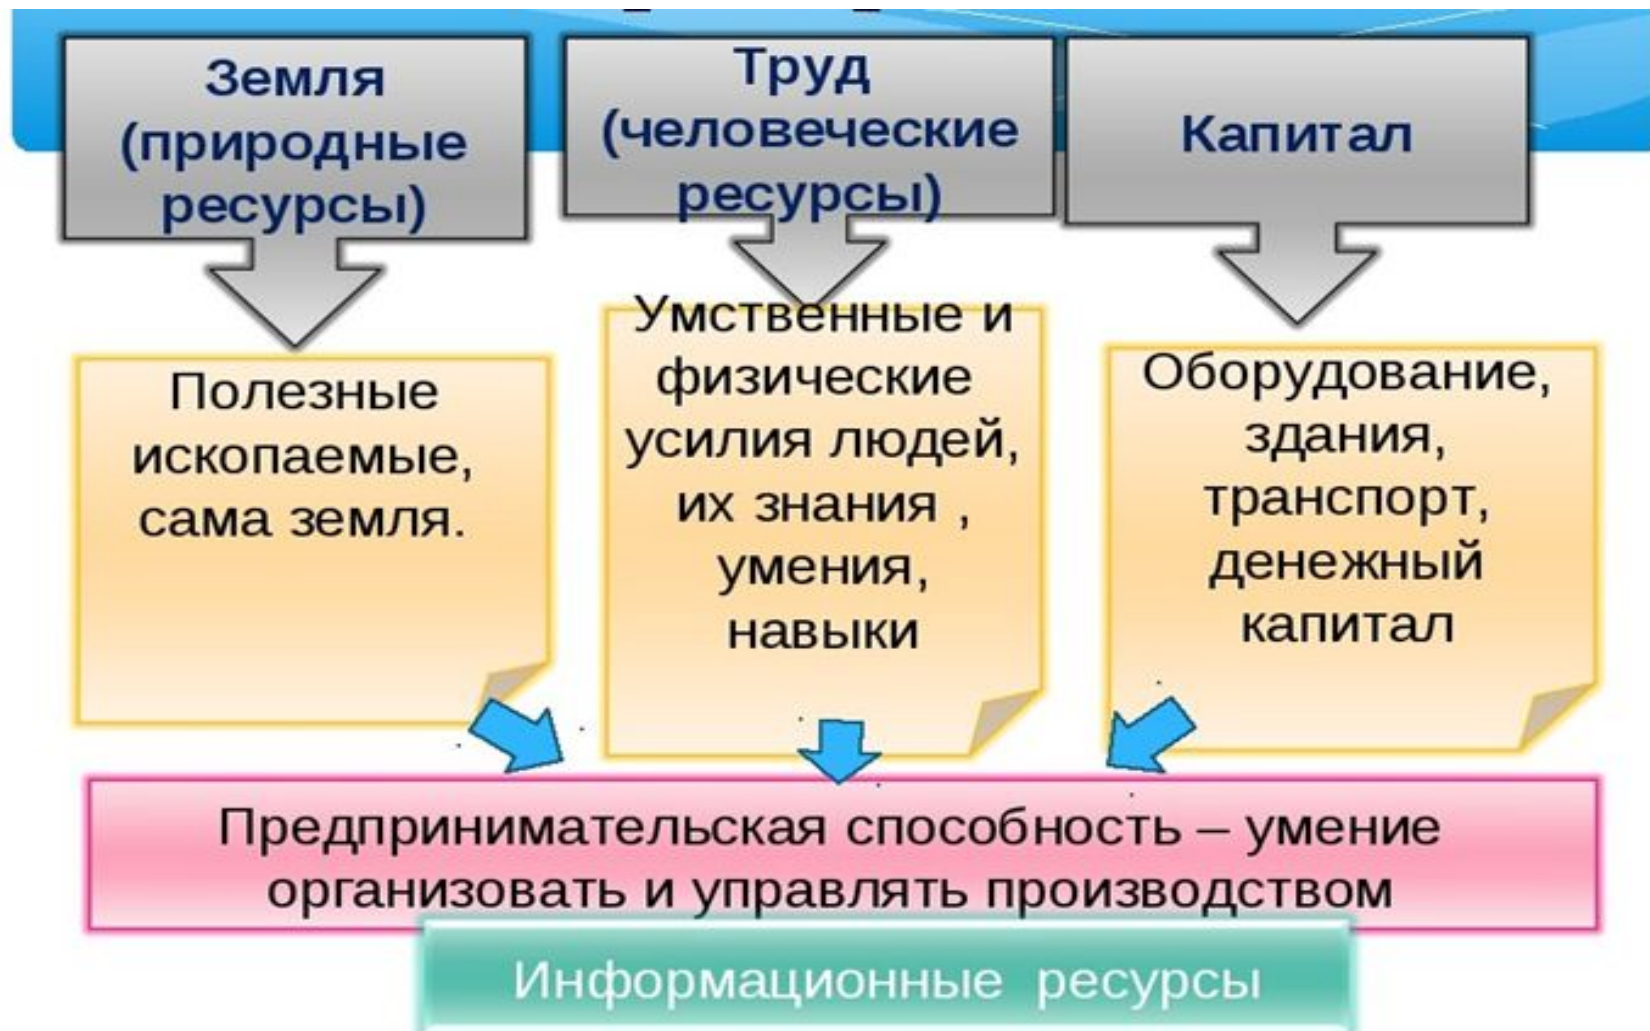 Земля
(природные
ресурсы)
Труд
(человеческие
ресурсы)
Капитал
Полезные
ископаемые,
сама земля.
Умственные и
физические
усилия людей,
их знания ,
умения,
навыки
Оборудование,
здания,
транспорт,
денежный
капитал
Предпринимательская способность – умение
организовать и управлять производством
Информационные ресурсы